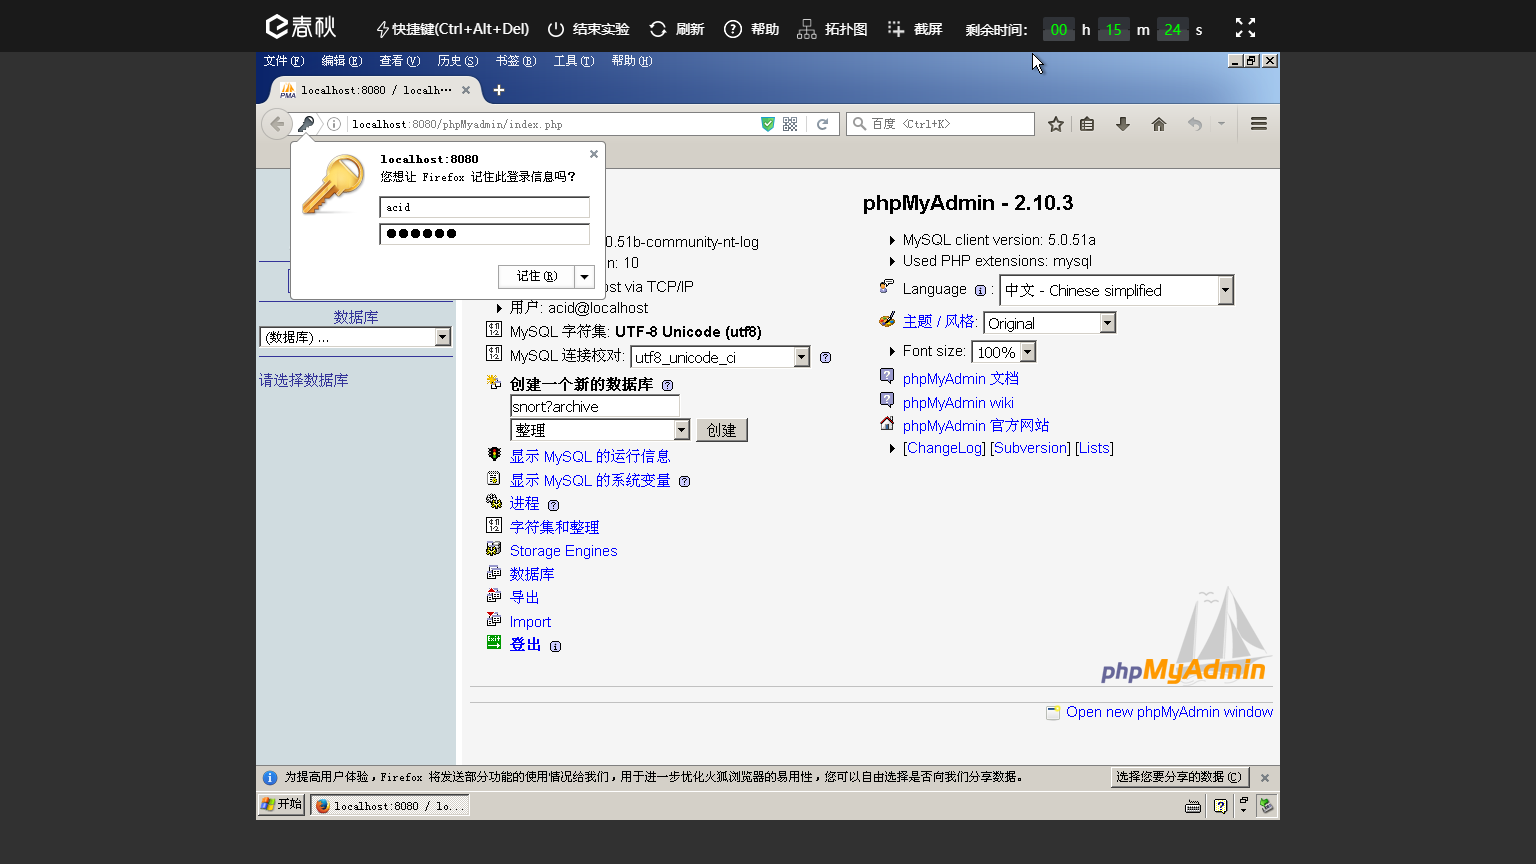 春秋 快捷键(Ctrl+Alt+Del) 结束实验 刷新 帮助 拓扑图 截屏 剩余时间： 00 h 15 m 24 s
文件(F) 编辑(E) 查看(V) 历史(S) 书签(B) 工具(T) 帮助(H)
PMA localhost:8080 / localh··· × +
localhost:8080/phpMyadmin/index.php 百度 <Ctrl+K>
localhost:8080
您想让 Firefox 记住此登录信息吗?
acid
●●●●●●
记住(R)
数据库
(数据库) ...
请选择数据库
0.51b-community-nt-log
n: 10
ost via TCP/IP
用户: acid@localhost
MySQL 字符集: UTF-8 Unicode (utf8)
MySQL 连接校对: utf8_unicode_ci
创建一个新的数据库
snort?archive
整理 创建
显示 MySQL 的运行信息
显示 MySQL 的系统变量
进程
字符集和整理
Storage Engines
数据库
导出
Import
登出
phpMyAdmin - 2.10.3
MySQL client version: 5.0.51a
Used PHP extensions: mysql
Language : 中文 - Chinese simplified
主题 / 风格: Original
Font size: 100%
phpMyAdmin 文档
phpMyAdmin wiki
phpMyAdmin 官方网站
[ChangeLog] [Subversion] [Lists]
phpMyAdmin
Open new phpMyAdmin window
为提高用户体验，Firefox 将发送部分功能的使用情况给我们，用于进一步优化火狐浏览器的易用性，您可以自由选择是否向我们分享数据。 选择您要分享的数据(C) ×
开始 localhost:8080 / lo...